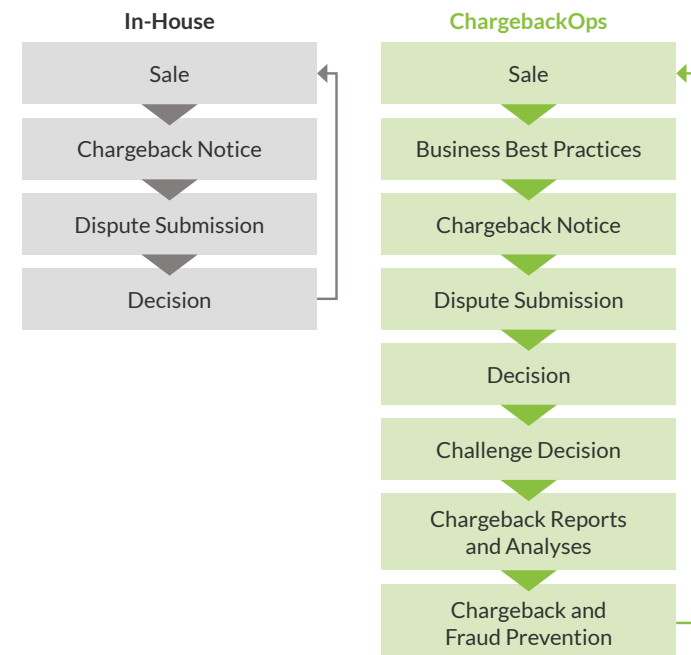 In-House
Sale
Chargeback Notice
Dispute Submission
Decision
ChargebackOps
Sale
Business Best Practices
Chargeback Notice
Dispute Submission
Decision
Challenge Decision
Chargeback Reports
and Analyses
Chargeback and
Fraud Prevention